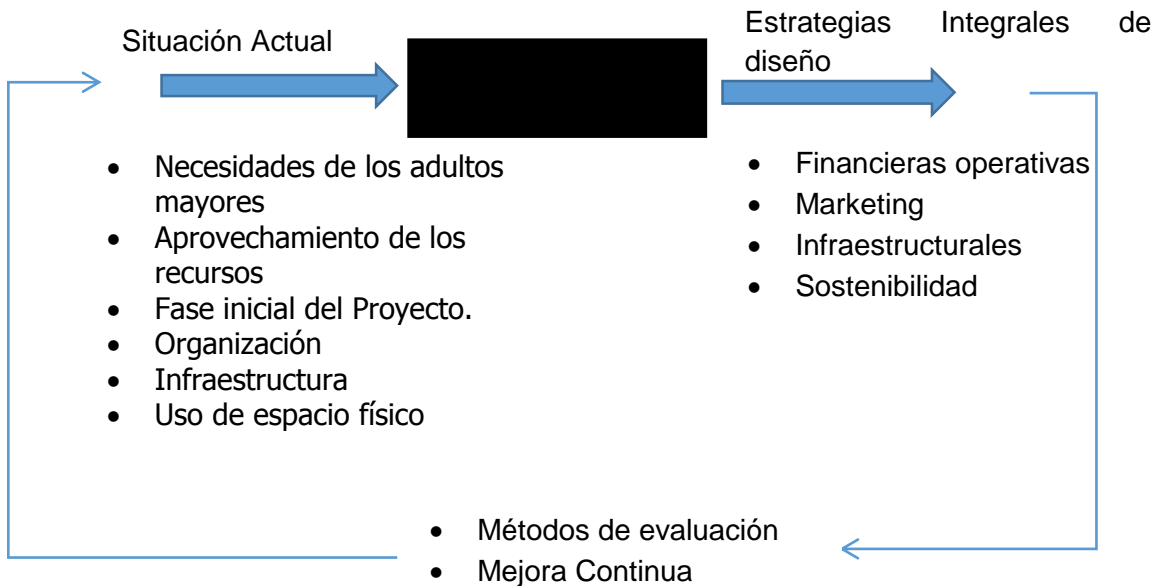 Situación Actual
Estrategias Integrales de
diseño
• Necesidades de los adultos
mayores
• Aprovechamiento de los
recursos
• Fase inicial del Proyecto.
• Organización
• Infraestructura
• Uso de espacio físico
• Financieras operativas
• Marketing
• Infraestructurales
• Sostenibilidad
• Métodos de evaluación
• Mejora Continua